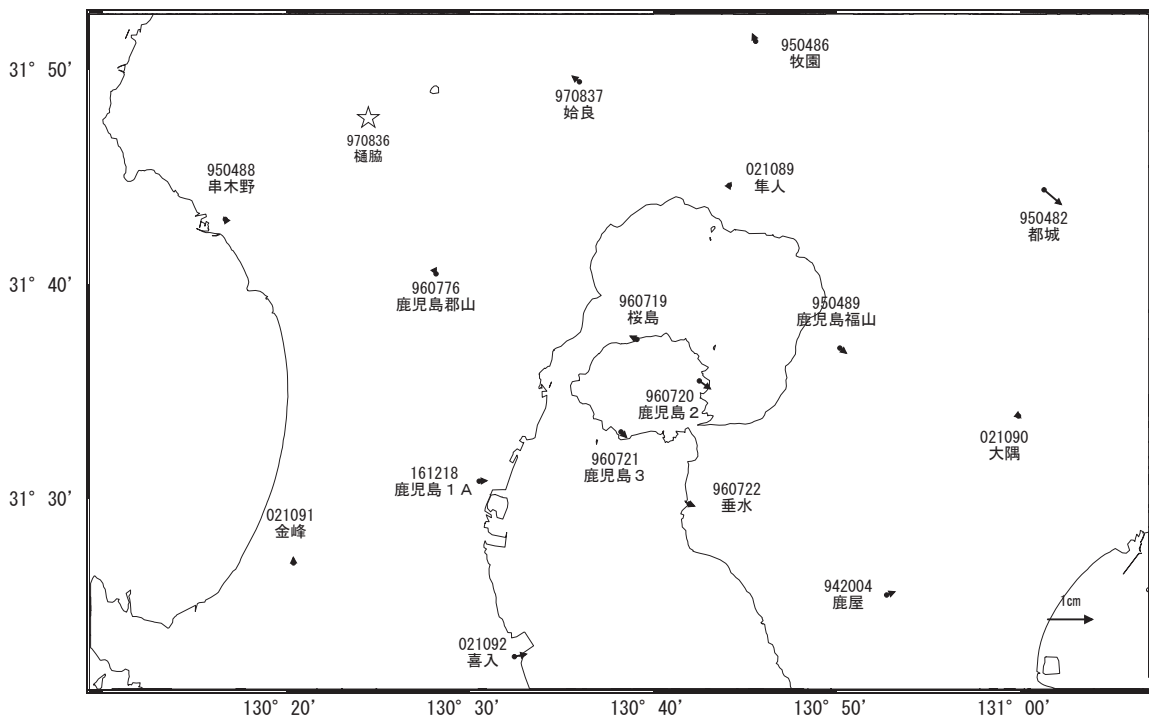 950486
牧園
31° 50′
970837
姶良
970836
樋脇
950488
串木野
021089
隼人
950482
都城
31° 40′
960776
鹿児島郡山
960719
桜島
950489
鹿児島福山
960720
鹿児島２
021090
大隅
960721
鹿児島３
161218
鹿児島１Ａ
31° 30′
960722
垂水
021091
金峰
942004
鹿屋
1cm
021092
喜入
130° 20′
130° 30′
130° 40′
130° 50′
131° 00′